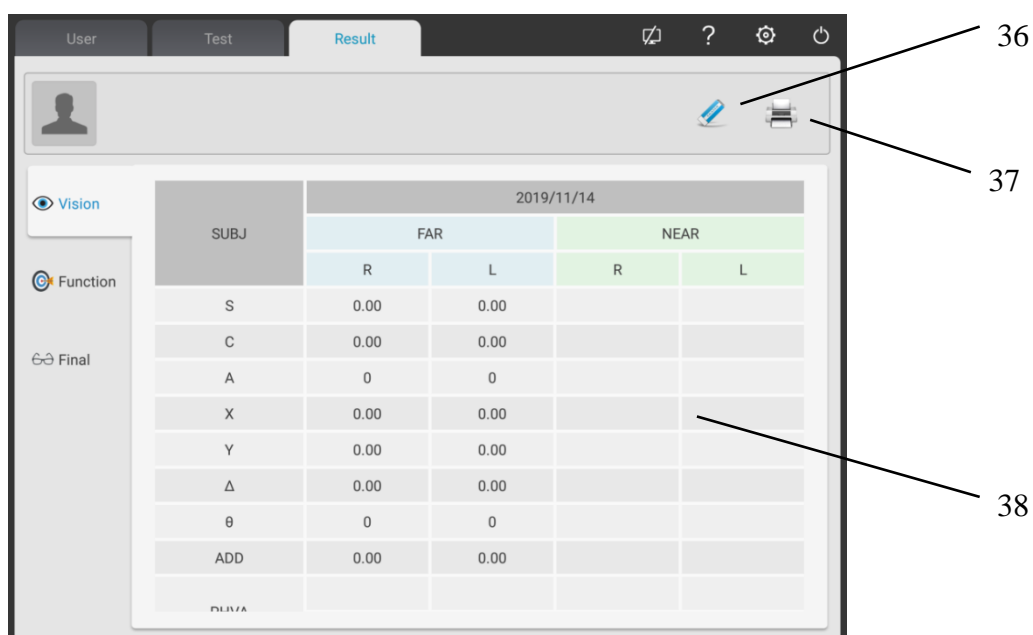 User Test Result ?
36
37
Vision
Function
Final
SUBJ 2019/11/14
FAR NEAR
R L R L
S 0.00 0.00
C 0.00 0.00
A 0 0
X 0.00 0.00
Y 0.00 0.00
Δ 0.00 0.00
θ 0 0
ADD 0.00 0.00
38